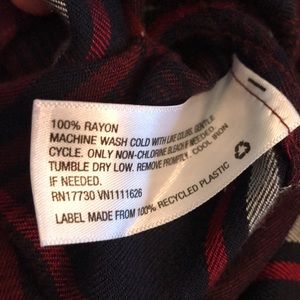 100% RAYON
MACHINE WASH COLD WITH LIKE COLORS. GENTLE
CYCLE. ONLY NON-CHLORINE BLEACH IF NEEDED.
TUMBLE DRY LOW. REMOVE PROMPTLY. COOL IRON
IF NEEDED.
RN17730 VN1111626
LABEL MADE FROM 100% RECYCLED PLASTIC